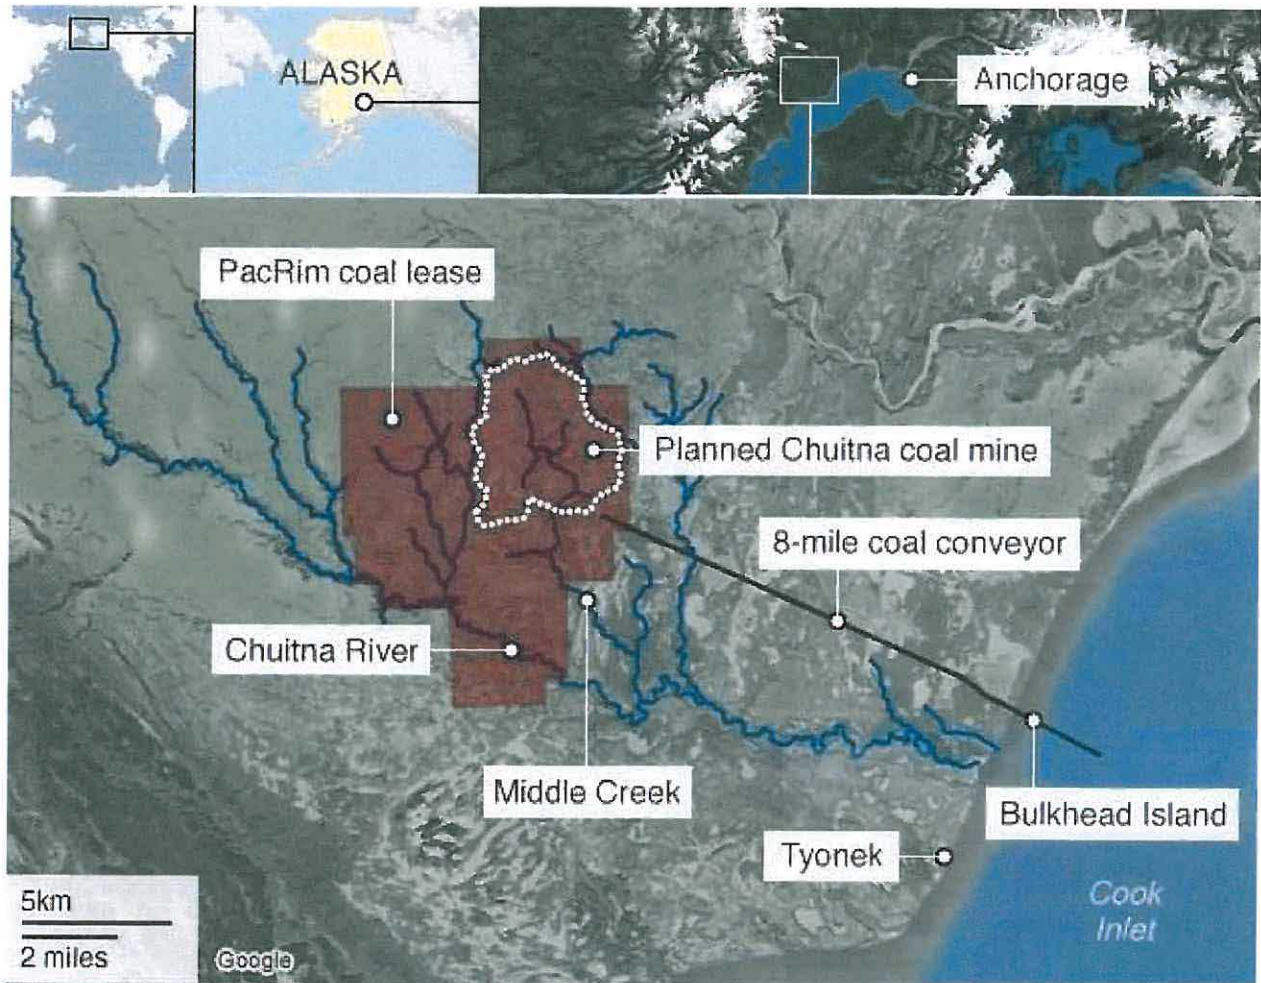 ALASKA
Anchorage
PacRim coal lease
Planned Chuitna coal mine
8-mile coal conveyor
Chuitna River
Middle Creek
Bulkhead Island
Tyonek
Cook
Inlet
5km
2 miles
Google